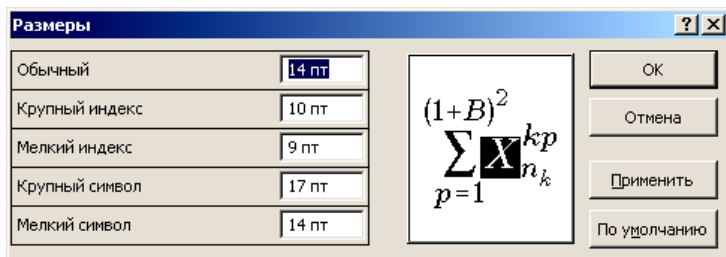 Размеры
Обычный 14 пт
Крупный индекс 10 пт
Мелкий индекс 9 пт
Крупный символ 17 пт
Мелкий символ 14 пт
(1+B)^2
∑ X^{kp}_{n_k}
p=1
ОК
Отмена
Применить
По умолчанию